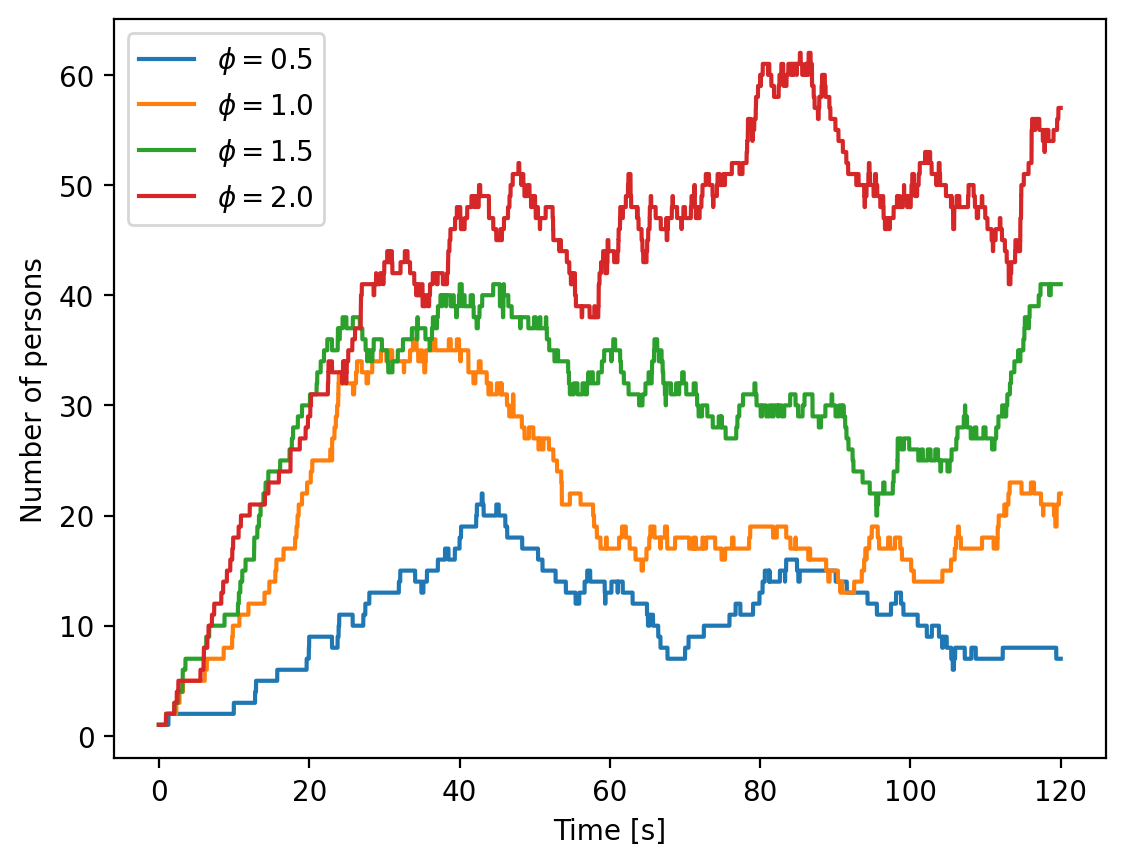 ϕ = 0.5
ϕ = 1.0
ϕ = 1.5
ϕ = 2.0
Number of persons
60
50
40
30
20
10
0
0 20 40 60 80 100 120
Time [s]